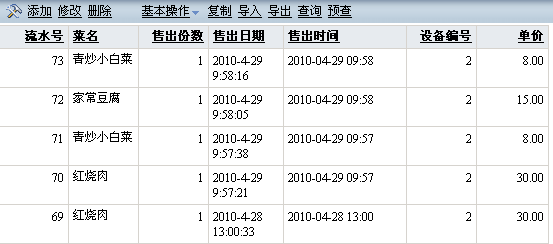 添加 修改 删除 基本操作 复制 导入 导出 查询 预查
流水号 菜名 售出份数 售出日期 售出时间 设备编号 单价
73 青炒小白菜 1 2010-4-29 2010-04-29 09:58 2 8.00
9:58:16
72 家常豆腐 1 2010-4-29 2010-04-29 09:58 2 15.00
9:58:05
71 青炒小白菜 1 2010-4-29 2010-04-29 09:57 2 8.00
9:57:38
70 红烧肉 1 2010-4-29 2010-04-29 09:57 2 30.00
9:57:21
69 红烧肉 1 2010-4-28 2010-04-28 13:00 2 30.00
13:00:33